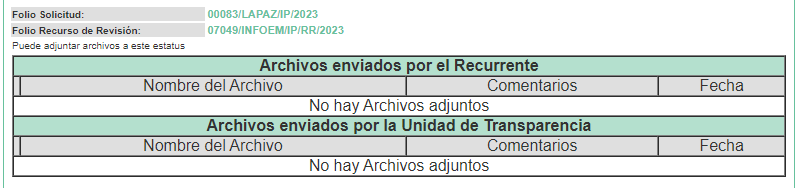 Folio Solicitud: 00083/LAPAZ/IP/2023
Folio Recurso de Revisión: 07049/INFOEM/IP/RR/2023
Puede adjuntar archivos a este estatus
Archivos enviados por el Recurrente
Nombre del Archivo Comentarios Fecha
No hay Archivos adjuntos
Archivos enviados por la Unidad de Transparencia
Nombre del Archivo Comentarios Fecha
No hay Archivos adjuntos